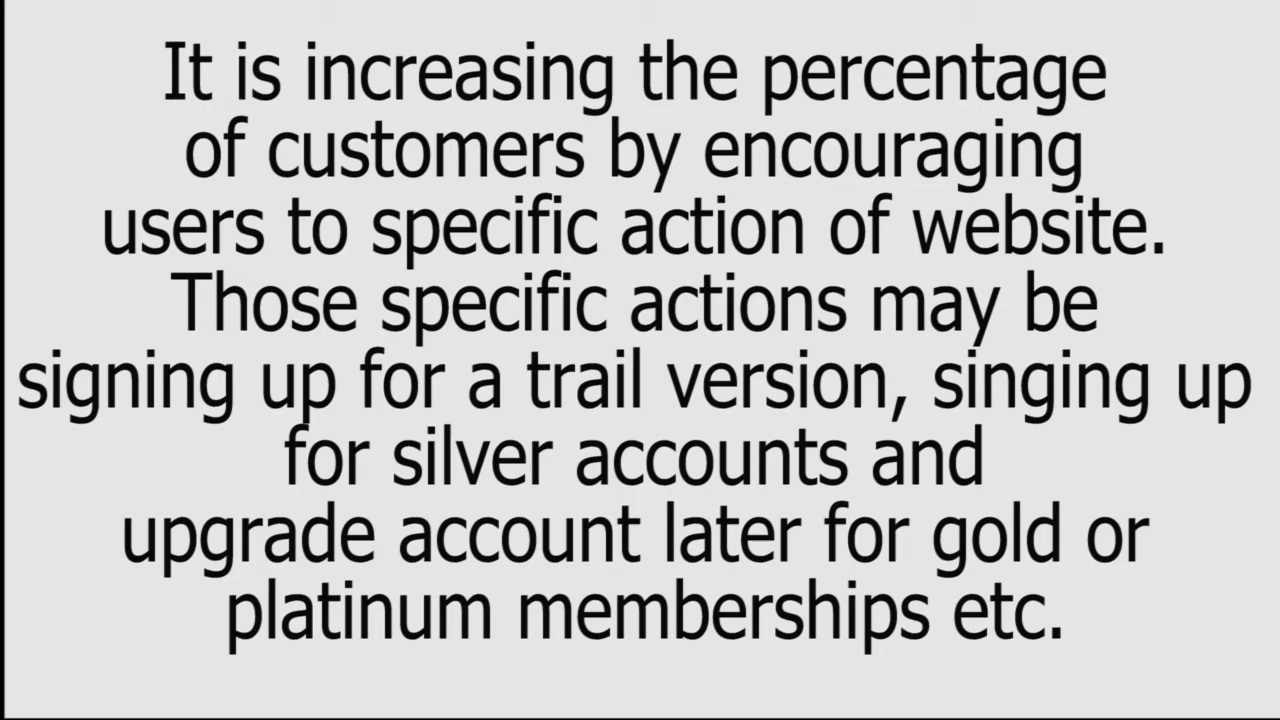 It is increasing the percentage
of customers by encouraging
users to specific action of website.
Those specific actions may be
signing up for a trail version, singing up
for silver accounts and
upgrade account later for gold or
platinum memberships etc.